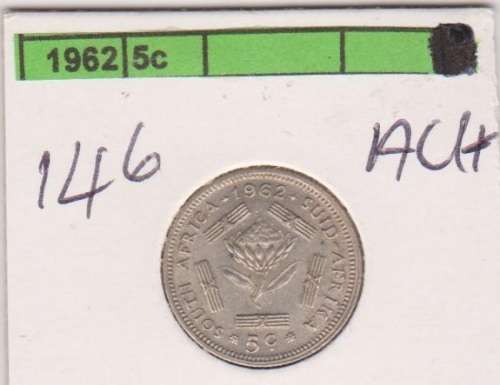 1962 5c
146 AU+
SOUTH AFRICA · 1962 · SUID-AFRIKA
* 5C *